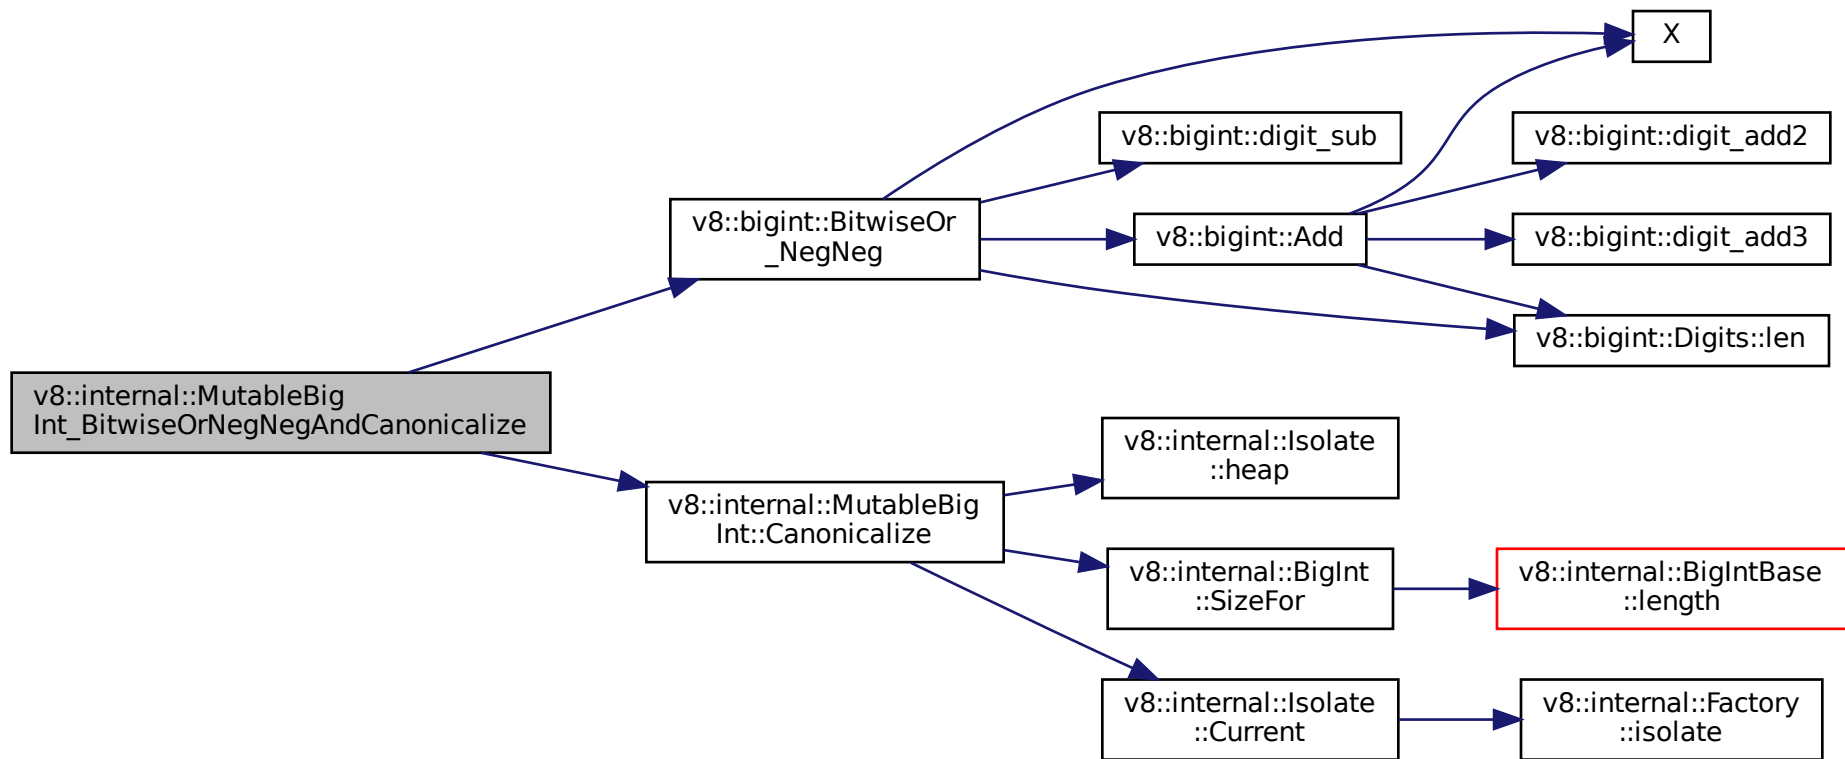 X
v8::bigint::digit_sub
v8::bigint::digit_add2
v8::bigint::BitwiseOr
_NegNeg
v8::bigint::Add
v8::bigint::digit_add3
v8::bigint::Digits::len
v8::internal::MutableBig
Int_BitwiseOrNegNegAndCanonicalize
v8::internal::Isolate
::heap
v8::internal::MutableBig
Int::Canonicalize
v8::internal::BigInt
::SizeFor
v8::internal::BigIntBase
::length
v8::internal::Isolate
::Current
v8::internal::Factory
::isolate